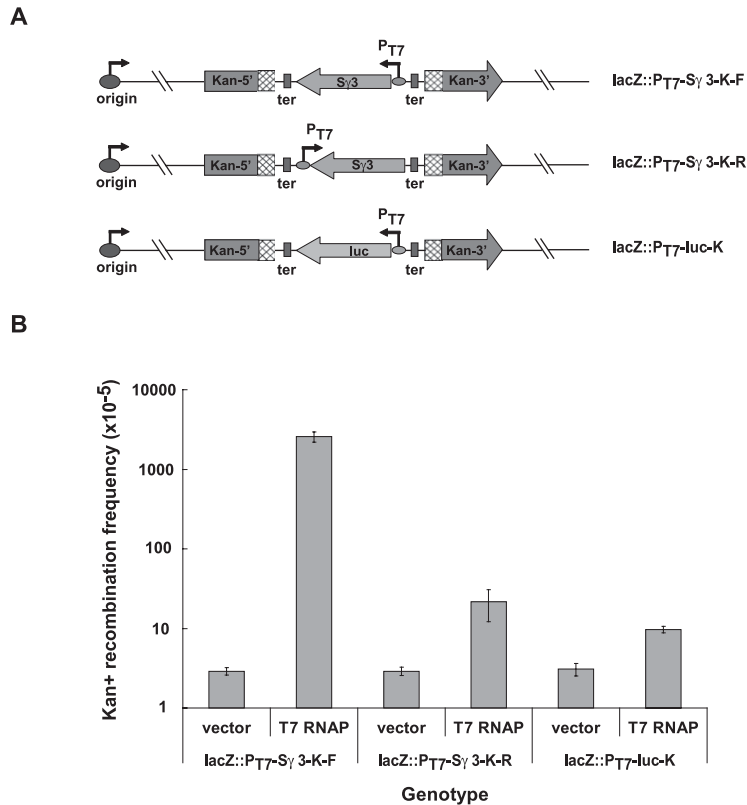 A
P T7
Kan-5’ Sγ3 Kan-3’ lacZ::PT7-Sγ 3-K-F
origin ter ter
P T7
Kan-5’ Sγ3 Kan-3’ lacZ::PT7-Sγ 3-K-R
origin ter ter
P T7
Kan-5’ luc Kan-3’ lacZ::PT7-luc-K
origin ter ter
B
Kan+ recombination frequency (x10-5)
10000
1000
100
10
1
vector T7 RNAP vector T7 RNAP vector T7 RNAP
lacZ::PT7-Sγ 3-K-F lacZ::PT7-Sγ 3-K-R lacZ::PT7-luc-K
Genotype